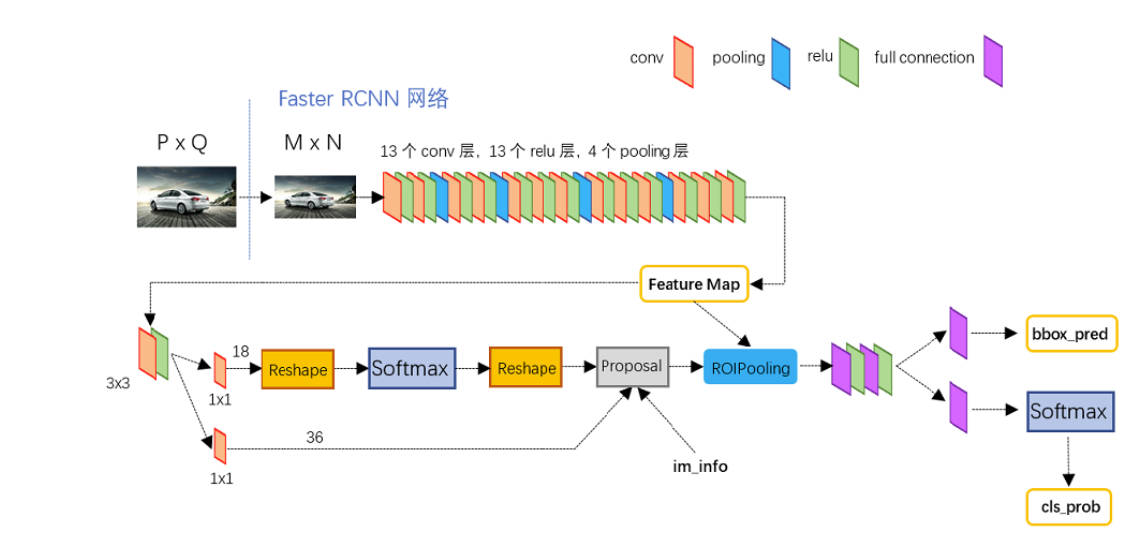 conv
pooling
relu
full connection
Faster RCNN 网络
P x Q
M x N
13 个 conv 层, 13 个 relu 层, 4 个 pooling 层
Feature Map
3x3
1x1
18
Reshape
Softmax
Reshape
Proposal
ROIPooling
bbox_pred
Softmax
1x1
36
im_info
cls_prob